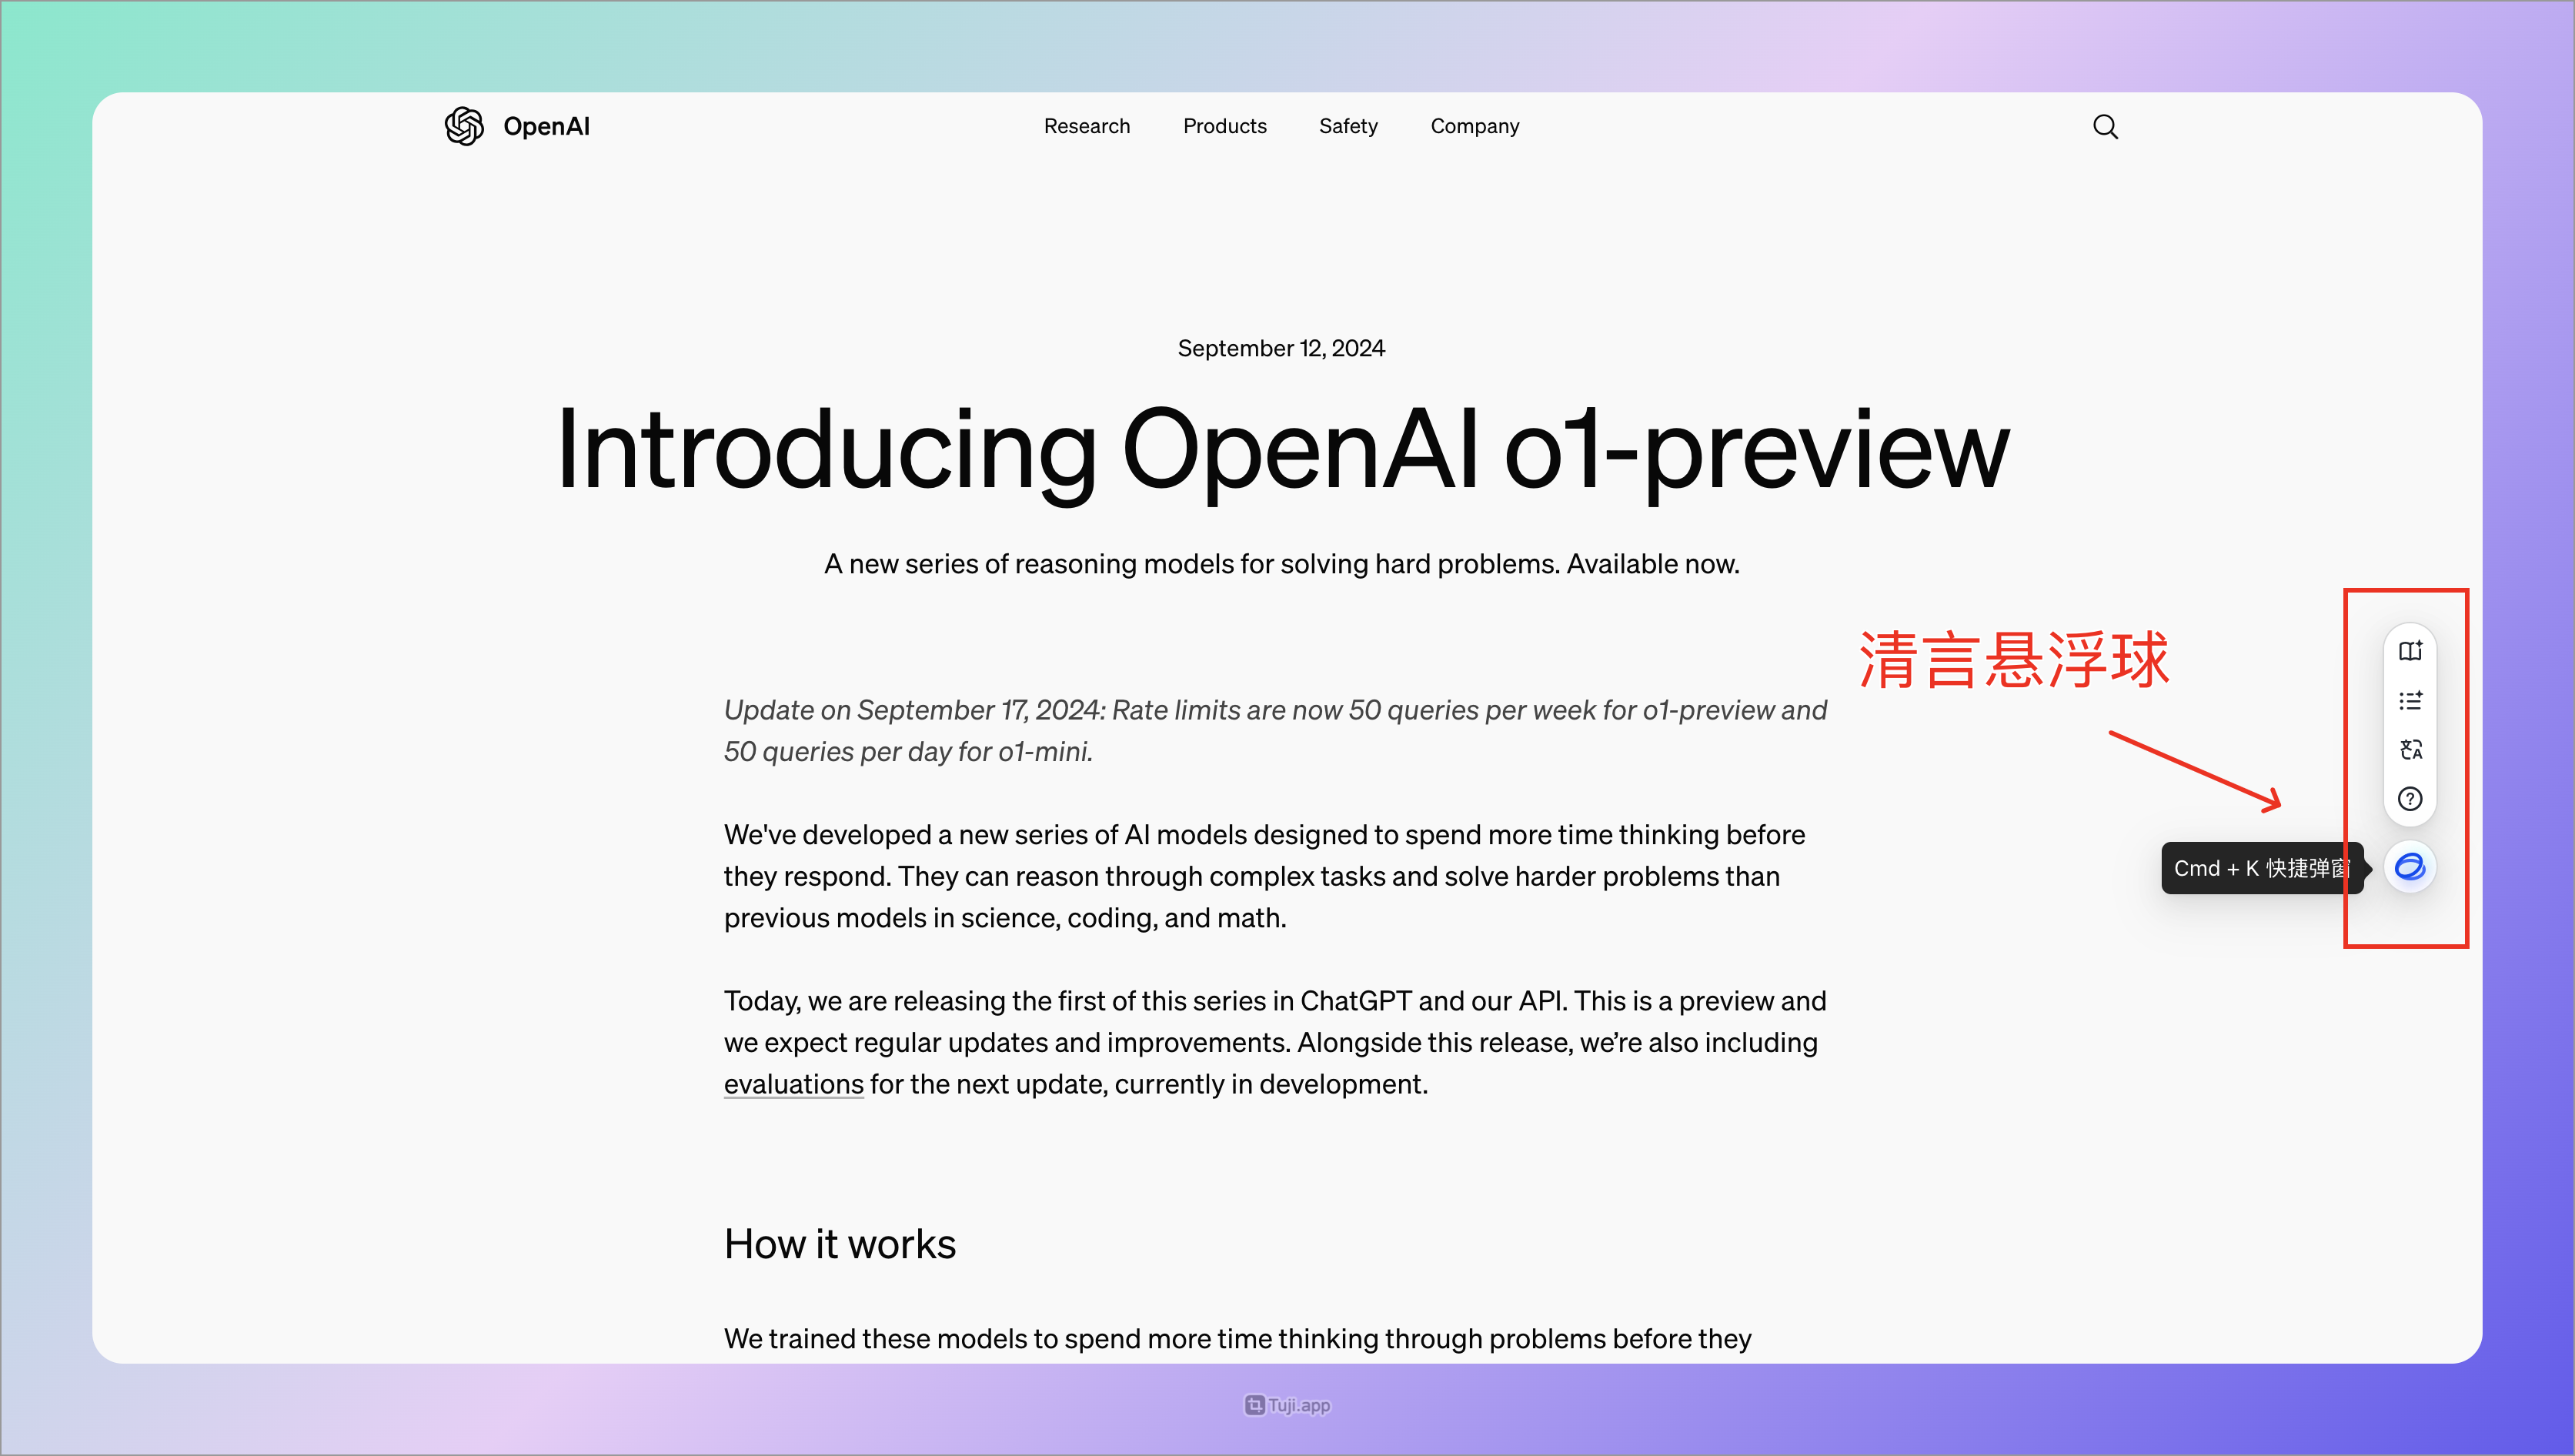 OpenAI
Research Products Safety Company
September 12, 2024
Introducing OpenAI o1-preview
A new series of reasoning models for solving hard problems. Available now.
清言悬浮球
Update on September 17, 2024: Rate limits are now 50 queries per week for o1-preview and
50 queries per day for o1-mini.
We've developed a new series of AI models designed to spend more time thinking before
they respond. They can reason through complex tasks and solve harder problems than
previous models in science, coding, and math.
Cmd + K 快捷弹窗
Today, we are releasing the first of this series in ChatGPT and our API. This is a preview and
we expect regular updates and improvements. Alongside this release, we’re also including
evaluations for the next update, currently in development.
How it works
We trained these models to spend more time thinking through problems before they
Tuji.app